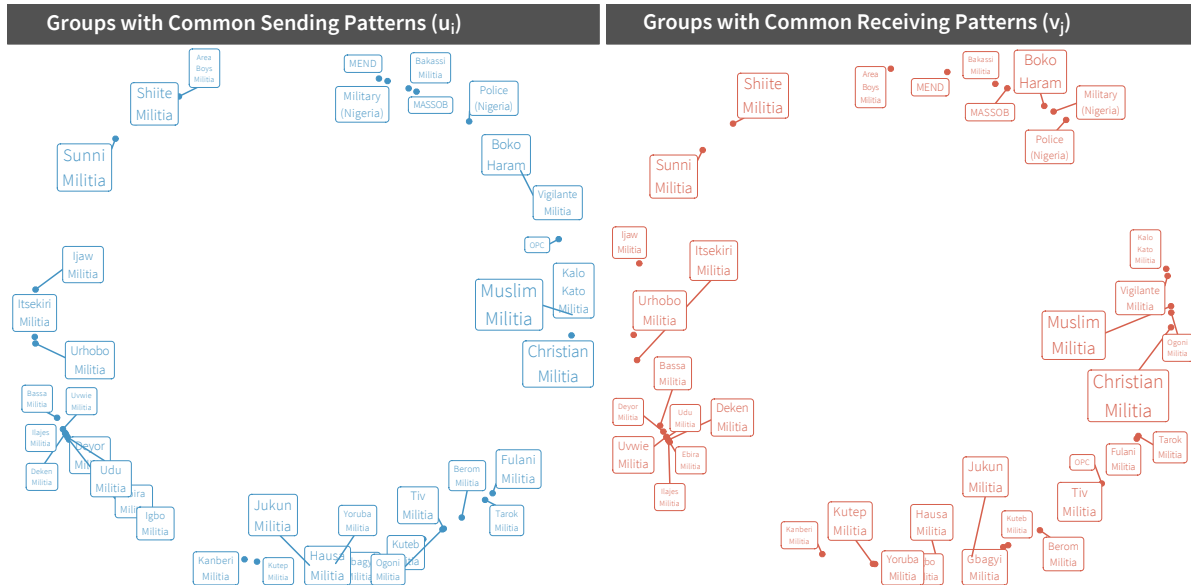 Groups with Common Sending Patterns (uᵢ)
Area
Boys
Militia
Shiite
Militia
Sunni
Militia
MEND
Bakassi
Militia
Military
(Nigeria)
MASSOB
Police
(Nigeria)
Boko
Haram
Vigilante
Militia
OPC
Ijaw
Militia
Itsekiri
Militia
Urhobo
Militia
Muslim
Militia
Kalo
Kato
Militia
Christian
Militia
Bassa
Militia
Uvwie
Militia
Ilajes
Militia
Deyor
Deken
Militia
Udu
Militia
Igbo
Militia
Jukun
Militia
Yoruba
Militia
Tiv
Militia
Berom
Militia
Fulani
Militia
Tarok
Militia
Kanberi
Militia
Kutep
Militia
Hausa
Militia
Kuteb
Ogoni
Militia
Groups with Common Receiving Patterns (vⱼ)
Area
Boys
Militia
MEND
Bakassi
Militia
Boko
Haram
Shiite
Militia
MASSOB
Military
(Nigeria)
Police
(Nigeria)
Sunni
Militia
Ijaw
Militia
Itsekiri
Militia
Urhobo
Militia
Kalo
Kato
Militia
Vigilante
Militia
Muslim
Militia
Ogoni
Militia
Christian
Militia
Bassa
Militia
Deyor
Militia
Udu
Militia
Deken
Militia
Uvwie
Militia
Ebira
Militia
Ilajes
Militia
Tarok
Militia
Fulani
Militia
OPC
Tiv
Militia
Jukun
Militia
Kanberi
Militia
Kutep
Militia
Hausa
Militia
Kuteb
Militia
Berom
Militia
Yoruba
Militia
Gbagyi
Militia